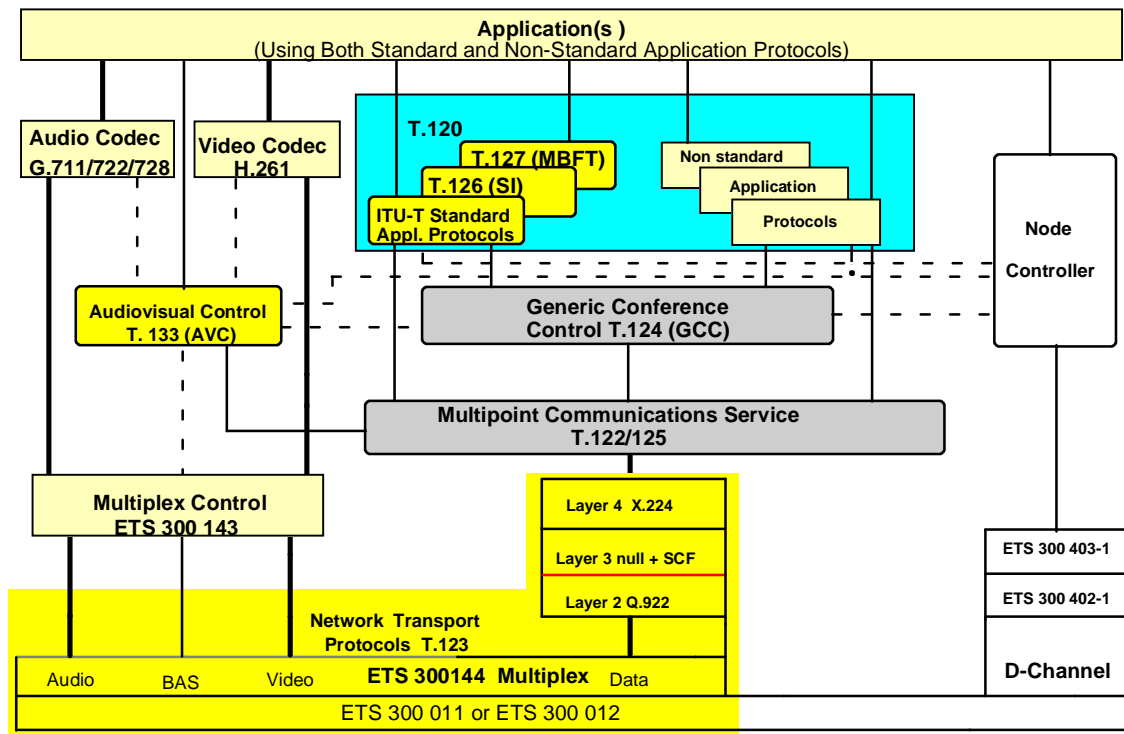 Application(s )
(Using Both Standard and Non-Standard Application Protocols)
Audio Codec
G.711/722/728
Video Codec
H.261
T.120
T.127 (MBFT)
T.126 (SI)
ITU-T Standard
Appl. Protocols
Non standard
Application
Protocols
Node
Controller
Audiovisual Control
T. 133 (AVC)
Generic Conference
Control T.124 (GCC)
Multipoint Communications Service
T.122/125
Multiplex Control
ETS 300 143
Layer 4 X.224
Layer 3 null + SCF
Layer 2 Q.922
ETS 300 403-1
ETS 300 402-1
D-Channel
Network Transport
Protocols T.123
Audio
BAS
Video
ETS 300144 Multiplex
Data
ETS 300 011 or ETS 300 012